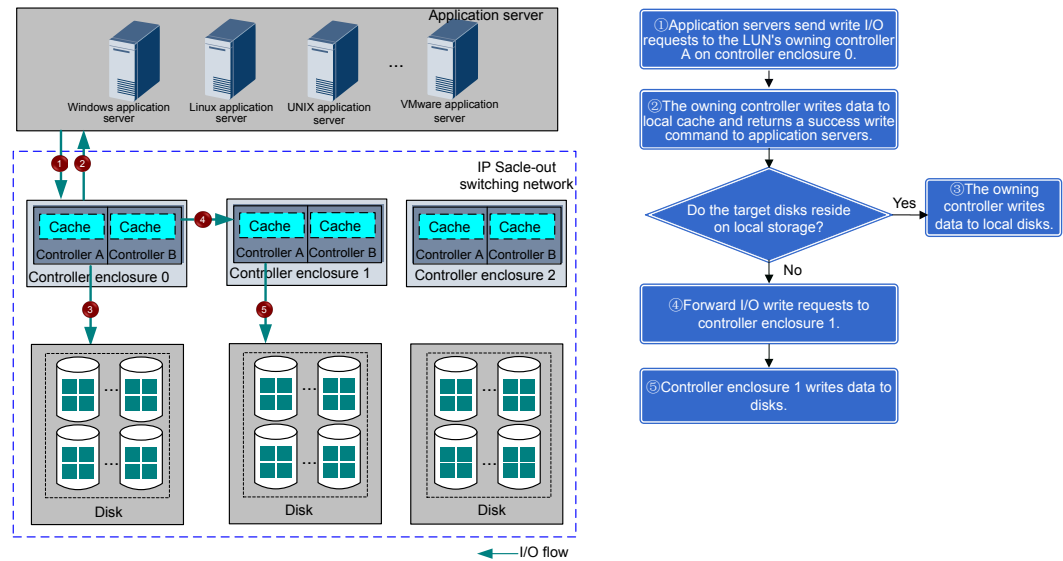 Application server
...
Windows application
server
Linux application
server
UNIX application
server
VMware application
server
1
2
IP Sacle-out
switching network
Cache
Cache
Controller A
Controller B
Controller enclosure 0
4
Cache
Cache
Controller A
Controller B
Controller enclosure 1
Cache
Cache
Controller A
Controller B
Controller enclosure 2
3
5
...
...
Disk
...
...
Disk
...
...
Disk
I/O flow
①Application servers send write I/O
requests to the LUN's owning controller
A on controller enclosure 0.
②The owning controller writes data to
local cache and returns a success write
command to application servers.
Do the target disks reside
on local storage?
Yes
③The owning
controller writes
data to local disks.
No
④Forward I/O write requests to
controller enclosure 1.
⑤Controller enclosure 1 writes data to
disks.